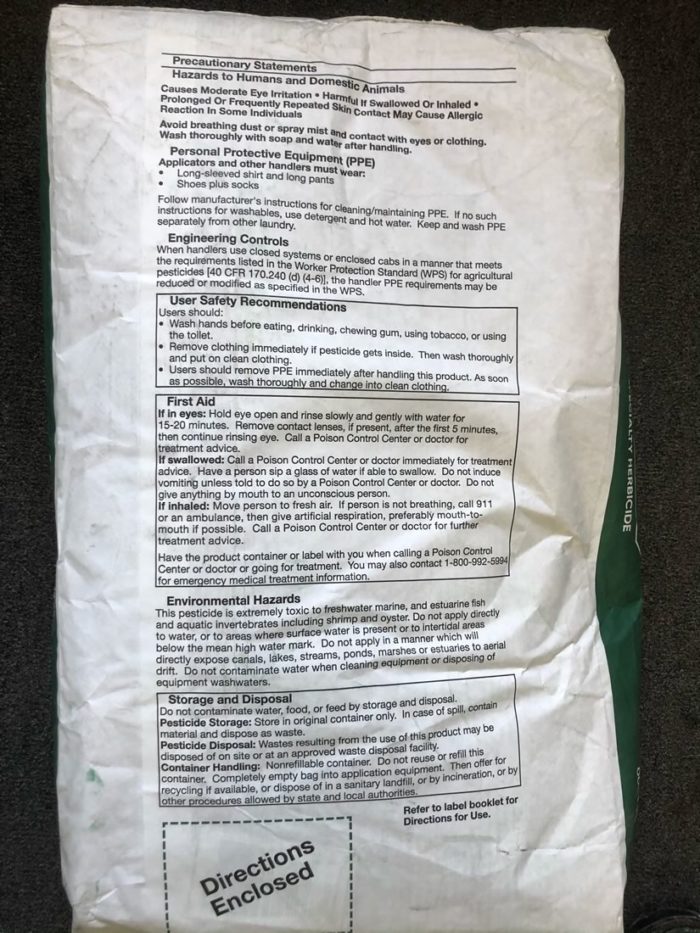 Precautionary Statements
Hazards to Humans and Domestic Animals
Causes Moderate Eye Irritation • Harmful If Swallowed Or Inhaled •
Prolonged Or Frequently Repeated Skin Contact May Cause Allergic
Reaction In Some Individuals
Avoid breathing dust or spray mist and contact with eyes or clothing.
Wash thoroughly with soap and water after handling.
Personal Protective Equipment (PPE)
Applicators and other handlers must wear:
• Long-sleeved shirt and long pants
• Shoes plus socks
Follow manufacturer's instructions for cleaning/maintaining PPE. If no such
instructions for washables, use detergent and hot water. Keep and wash PPE
separately from other laundry.
Engineering Controls
When handlers use closed systems or enclosed cabs in a manner that meets
the requirements listed in the Worker Protection Standard (WPS) for agricultural
pesticides [40 CFR 170.240 (d) (4-6)], the handler PPE requirements may be
reduced or modified as specified in the WPS.
User Safety Recommendations
Users should:
• Wash hands before eating, drinking, chewing gum, using tobacco, or using
the toilet.
• Remove clothing immediately if pesticide gets inside. Then wash thoroughly
and put on clean clothing.
• Users should remove PPE immediately after handling this product. As soon
as possible, wash thoroughly and change into clean clothing.
First Aid
If in eyes: Hold eye open and rinse slowly and gently with water for
15-20 minutes. Remove contact lenses, if present, after the first 5 minutes,
then continue rinsing eye. Call a Poison Control Center or doctor for
treatment advice.
If swallowed: Call a Poison Control Center or doctor immediately for treatment
advice. Have a person sip a glass of water if able to swallow. Do not induce
vomiting unless told to do so by a Poison Control Center or doctor. Do not
give anything by mouth to an unconscious person.
If inhaled: Move person to fresh air. If person is not breathing, call 911
or an ambulance, then give artificial respiration, preferably mouth-to-
mouth if possible. Call a Poison Control Center or doctor for further
treatment advice.
Have the product container or label with you when calling a Poison Control
Center or doctor or going for treatment. You may also contact 1-800-992-5994
for emergency medical treatment information.
Environmental Hazards
This pesticide is extremely toxic to freshwater marine, and estuarine fish
and aquatic invertebrates including shrimp and oyster. Do not apply directly
to water, or to areas where surface water is present or to intertidal areas
below the mean high water mark. Do not apply in a manner which will
directly expose canals, lakes, streams, ponds, marshes or estuaries to aerial
drift. Do not contaminate water when cleaning equipment or disposing of
equipment washwaters.
Storage and Disposal
Do not contaminate water, food, or feed by storage and disposal.
Pesticide Storage: Store in original container only. In case of spill, contain
material and dispose as waste.
Pesticide Disposal: Wastes resulting from the use of this product may be
disposed of on site or at an approved waste disposal facility.
Container Handling: Nonrefillable container. Do not reuse or refill this
container. Completely empty bag into application equipment. Then offer for
recycling if available, or dispose of in a sanitary landfill, or by incineration, or by
other procedures allowed by state and local authorities.
Refer to label booklet for
Directions for Use.
Directions
Enclosed
HERBICIDE